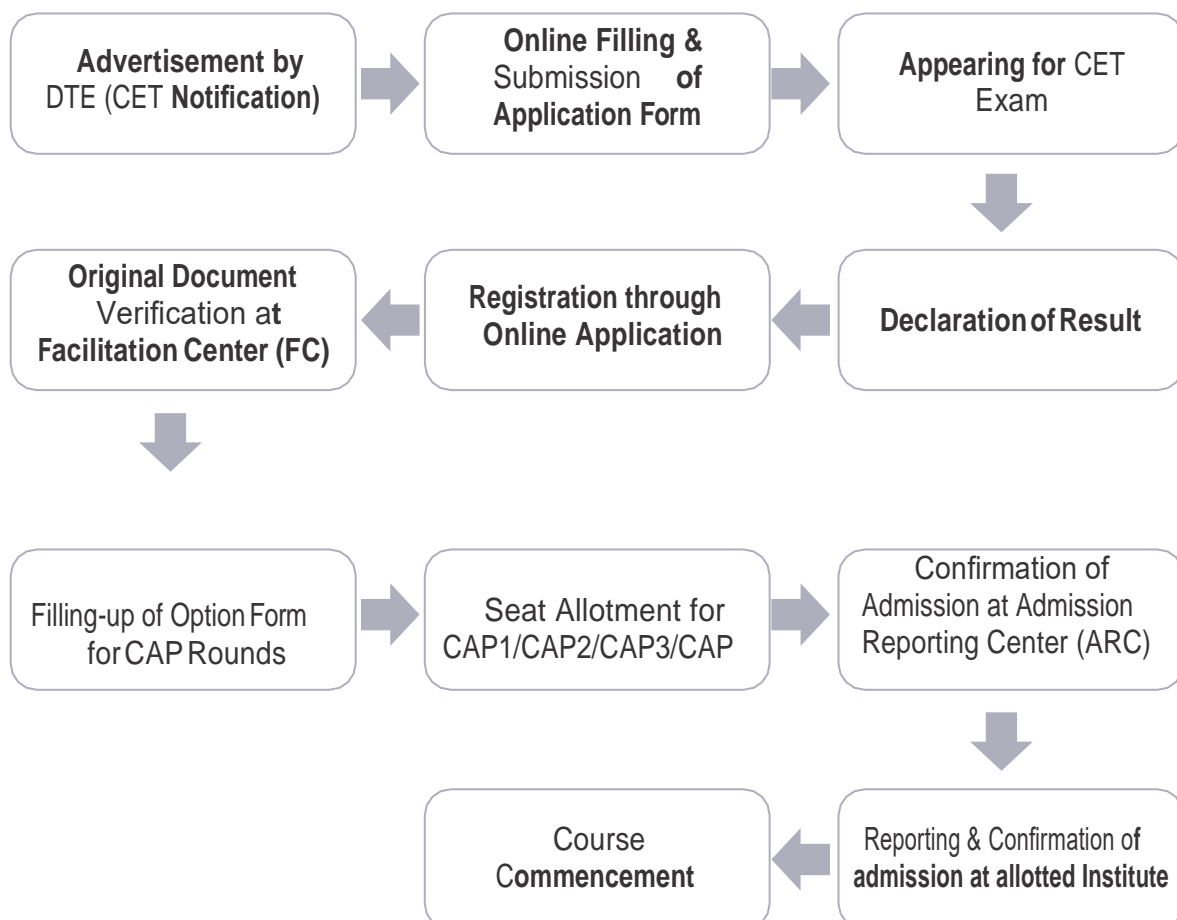 Advertisement by
DTE (CET Notification)
Online Filling &
Submission of
Application Form
Appearing for CET
Exam
Declaration of Result
Registration through
Online Application
Original Document
Verification at
Facilitation Center (FC)
Filling-up of Option Form
for CAP Rounds
Seat Allotment for
CAP1/CAP2/CAP3/CAP
Confirmation of
Admission at Admission
Reporting Center (ARC)
Reporting & Confirmation of
admission at allotted Institute
Course
Commencement